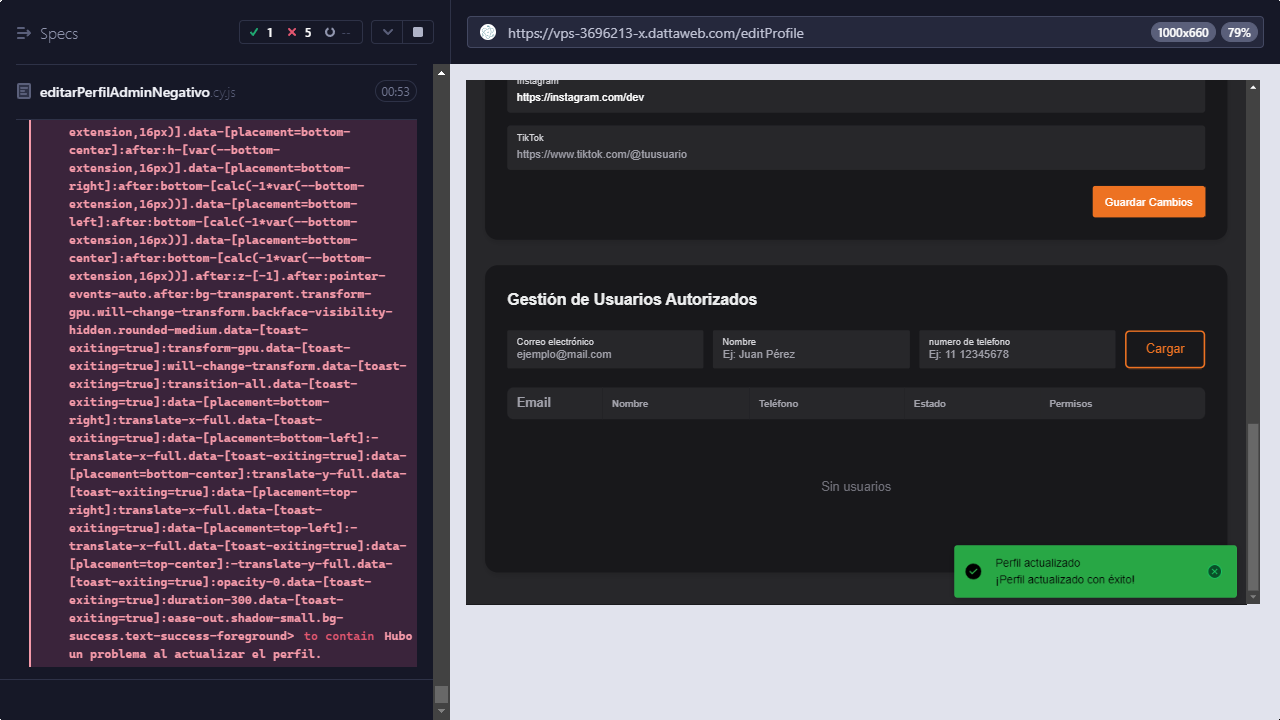 Specs
1
5
--
https://vps-3696213-x.dattaweb.com/editProfile
1000x660
79%
editarPerfilAdminNegativo.cy.js
00:53
extension,16px)].data-[placement=bottom-
center]:after:h-[var(--bottom-
extension,16px)].data-[placement=bottom-
right]:after:bottom-[calc(-1*var(--bottom-
extension,16px))].data-[placement=bottom-
left]:after:bottom-[calc(-1*var(--bottom-
extension,16px))].data-[placement=bottom-
center]:after:bottom-[calc(-1*var(--bottom-
extension,16px))].after:z-[-1].after:pointer-
events-auto.after:bg-transparent.transform-
gpu.will-change-transform.backface-visibility-
hidden.rounded-medium.data-[toast-
exiting=true]:transform-gpu.data-[toast-
exiting=true]:will-change-transform.data-[toast-
exiting=true]:transition-all.data-[toast-
exiting=true]:data-[placement=bottom-
right]:translate-x-full.data-[toast-
exiting=true]:data-[placement=bottom-left]:-
translate-x-full.data-[toast-exiting=true]:data-
[placement=bottom-center]:translate-y-full.data-
[toast-exiting=true]:data-[placement=top-
right]:translate-x-full.data-[toast-
exiting=true]:data-[placement=top-left]:-
translate-x-full.data-[toast-exiting=true]:data-
[placement=top-center]:-translate-y-full.data-
[toast-exiting=true]:opacity-0.data-[toast-
exiting=true]:duration-300.data-[toast-
exiting=true]:ease-out.shadow-small.bg-
success.text-success-foreground> to contain Hubo
un problema al actualizar el perfil.
Instagram
https://instagram.com/dev
TikTok
https://www.tiktok.com/@tuusuario
Guardar Cambios
Gestión de Usuarios Autorizados
Correo electrónico
ejemplo@mail.com
Nombre
Ej: Juan Pérez
numero de telefono
Ej: 11 12345678
Cargar
Email
Nombre
Teléfono
Estado
Permisos
Sin usuarios
Perfil actualizado
¡Perfil actualizado con éxito!